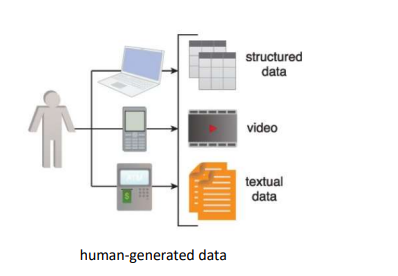 structured
data
video
textual
data
$
human-generated data